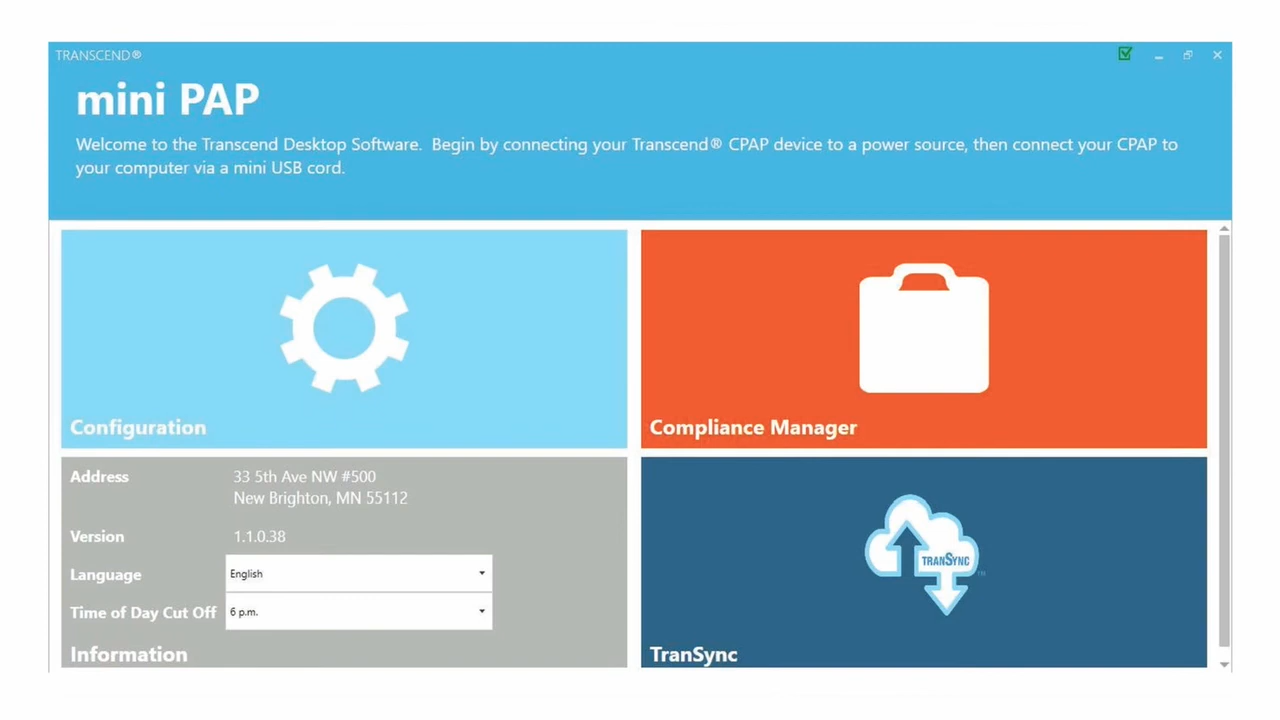 TRANSCEND®
mini PAP
Welcome to the Transcend Desktop Software.  Begin by connecting your Transcend® CPAP device to a power source, then connect your CPAP to
your computer via a mini USB cord.
Configuration
Compliance Manager
Address 33 5th Ave NW #500
New Brighton, MN 55112
Version 1.1.0.38
Language English
Time of Day Cut Off 6 p.m.
Information
TRANSYNC™
TranSync